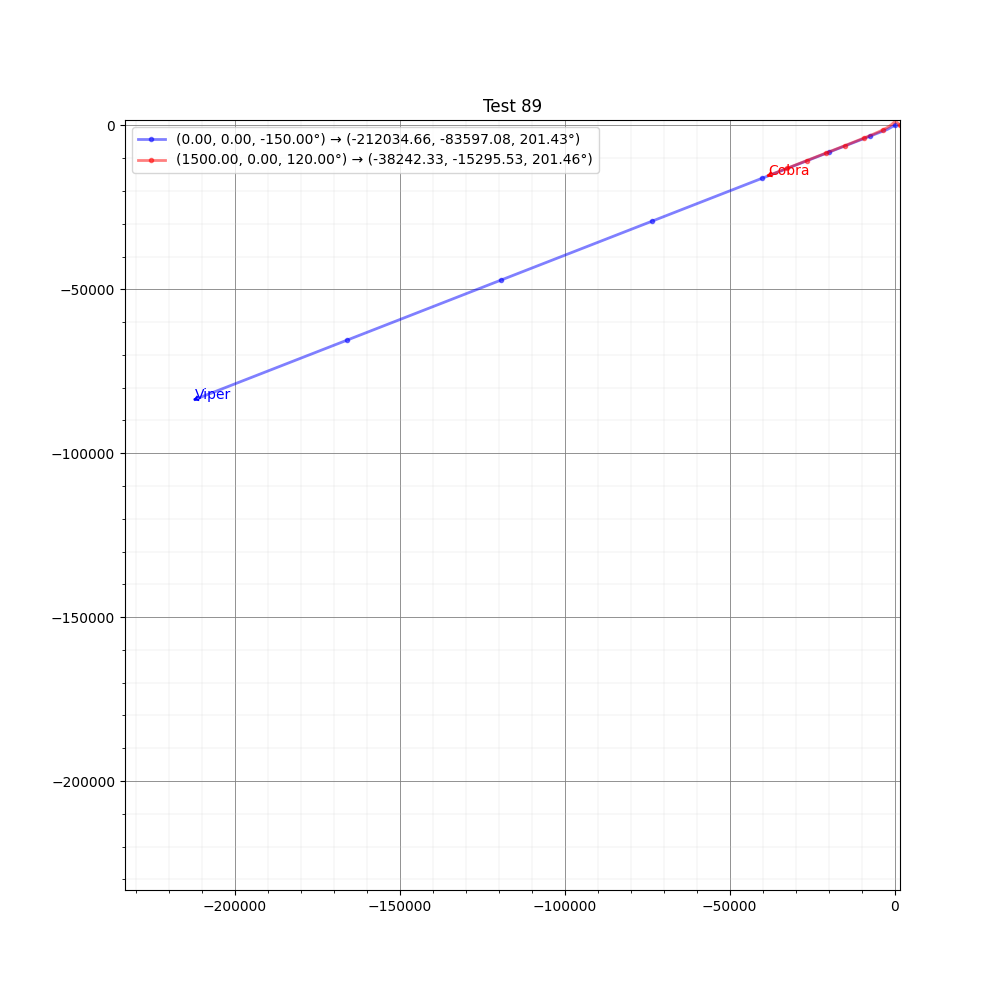 Test 89
(0.00, 0.00, -150.00°) → (-212034.66, -83597.08, 201.43°)
(1500.00, 0.00, 120.00°) → (-38242.33, -15295.53, 201.46°)
Cobra
Viper
0
−50000
−100000
−150000
−200000
−200000 −150000 −100000 −50000 0